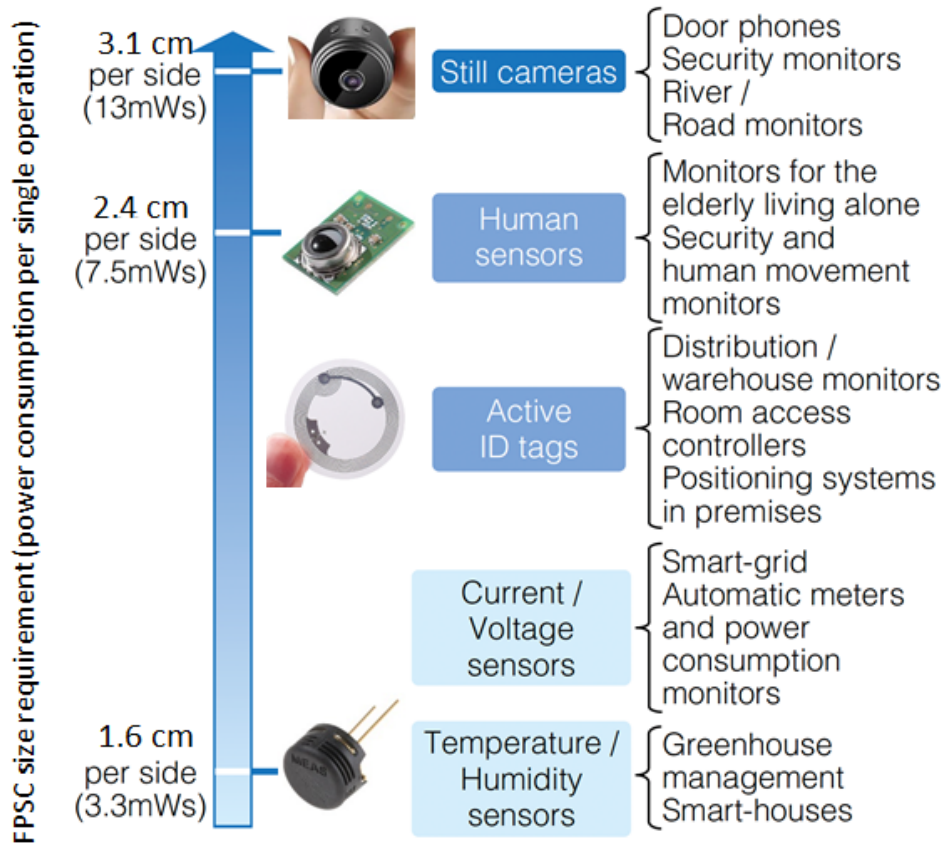 FPSC size requirement (power consumption per single operation)
3.1 cm
per side
(13mWs)
Still cameras
Door phones
Security monitors
River /
Road monitors
2.4 cm
per side
(7.5mWs)
Human
sensors
Monitors for the
elderly living alone
Security and
human movement
monitors
Active
ID tags
Distribution /
warehouse monitors
Room access
controllers
Positioning systems
in premises
Current /
Voltage
sensors
Smart-grid
Automatic meters
and power
consumption
monitors
1.6 cm
per side
(3.3mWs)
MEAS
Temperature /
Humidity
sensors
Greenhouse
management
Smart-houses